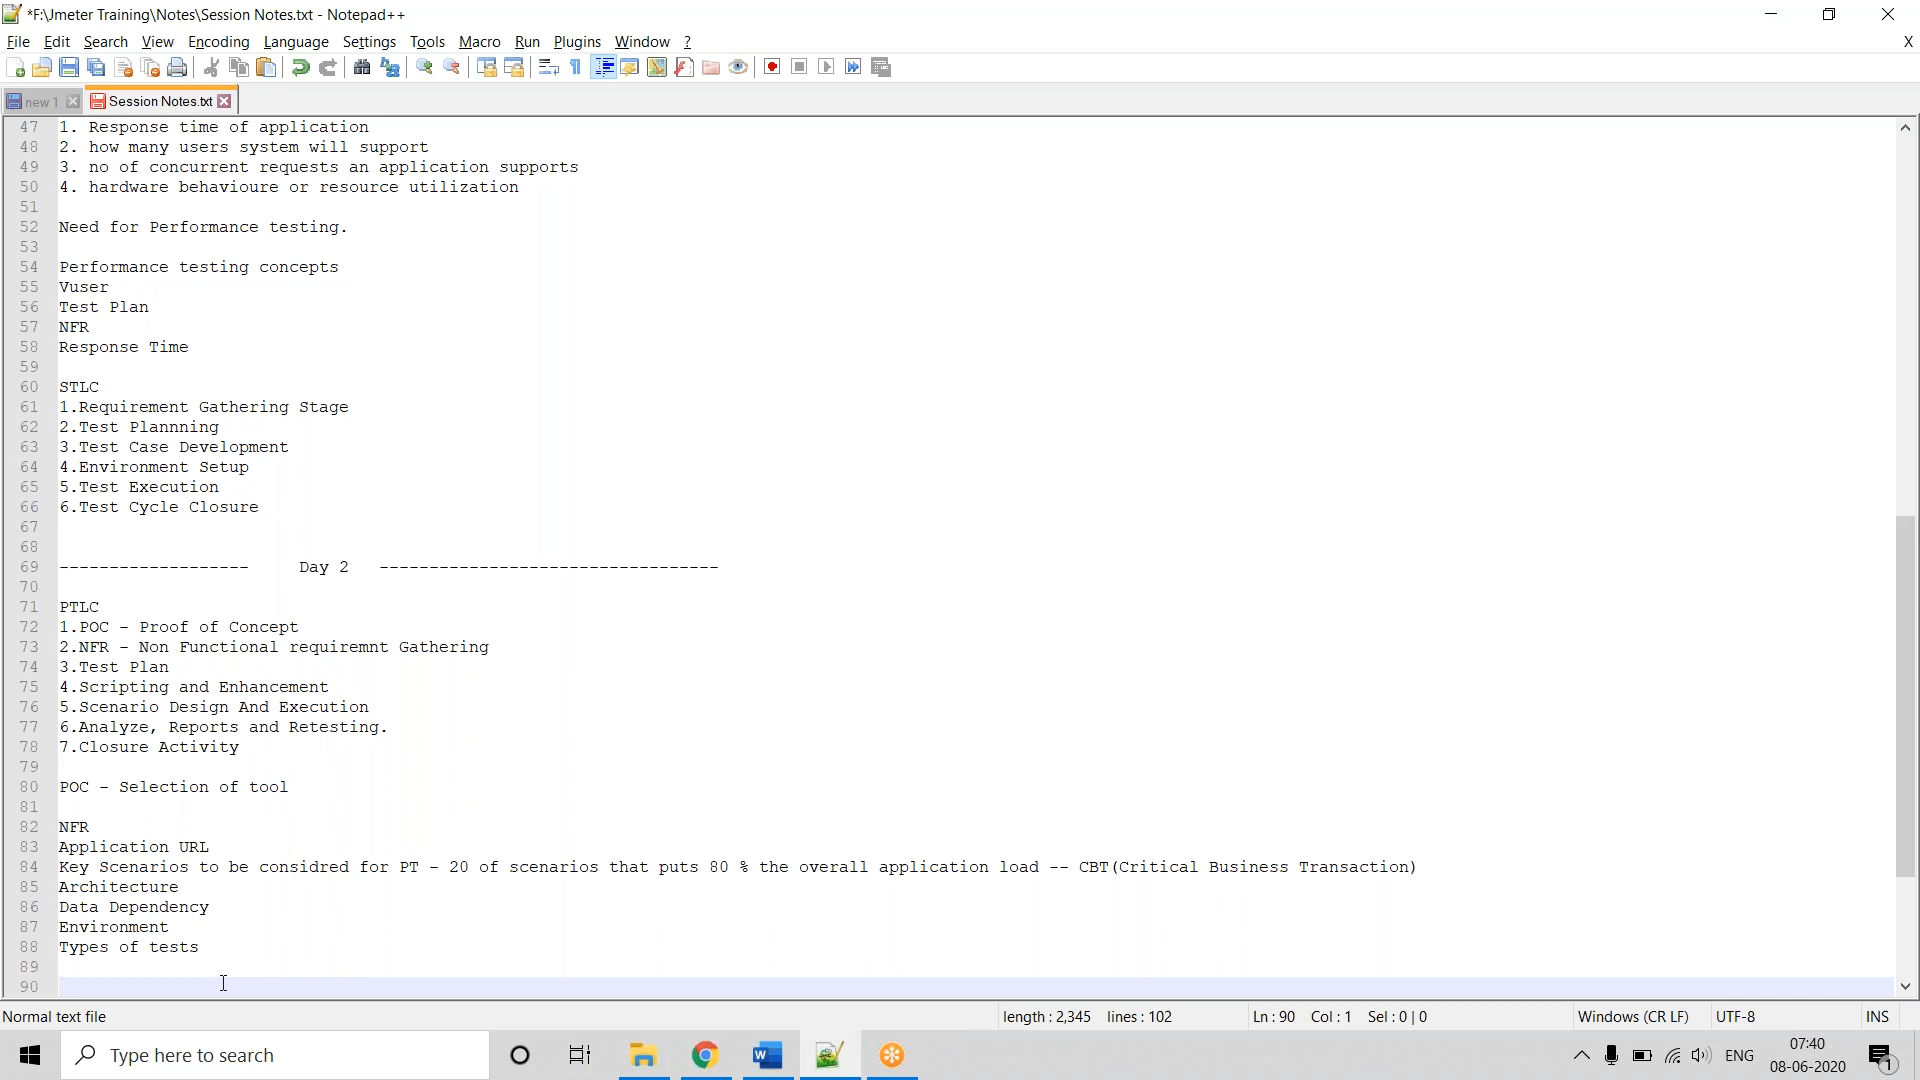 *F:\Jmeter Training\Notes\Session Notes.txt - Notepad++
File Edit Search View Encoding Language Settings Tools Macro Run Plugins Window ? X
new 1 Session Notes.txt
47 1. Response time of application
48 2. how many users system will support
49 3. no of concurrent requests an application supports
50 4. hardware behavioure or resource utilization
51
52 Need for Performance testing.
53
54 Performance testing concepts
55 Vuser
56 Test Plan
57 NFR
58 Response Time
59
60 STLC
61 1.Requirement Gathering Stage
62 2.Test Plannning
63 3.Test Case Development
64 4.Environment Setup
65 5.Test Execution
66 6.Test Cycle Closure
67
68
69 ------------------- Day 2 ----------------------------------
70
71 PTLC
72 1.POC - Proof of Concept
73 2.NFR - Non Functional requiremnt Gathering
74 3.Test Plan
75 4.Scripting and Enhancement
76 5.Scenario Design And Execution
77 6.Analyze, Reports and Retesting.
78 7.Closure Activity
79
80 POC - Selection of tool
81
82 NFR
83 Application URL
84 Key Scenarios to be considred for PT - 20 of scenarios that puts 80 % the overall application load -- CBT(Critical Business Transaction)
85 Architecture
86 Data Dependency
87 Environment
88 Types of tests
89
90
Normal text file length : 2,345 lines : 102 Ln : 90 Col : 1 Sel : 0 | 0 Windows (CR LF) UTF-8 INS
Type here to search ENG 07:40
08-06-2020 1